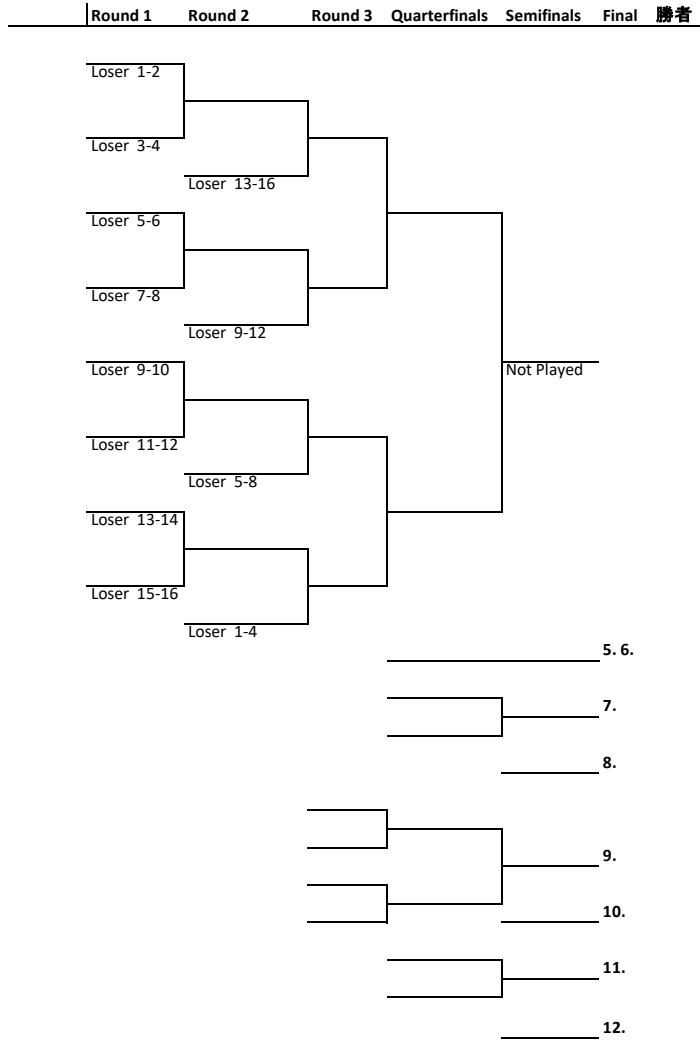 Round 1 Round 2 Round 3 Quarterfinals Semifinals Final 勝者
Loser 1-2
Loser 3-4
Loser 13-16
Loser 5-6
Loser 7-8
Loser 9-12
Loser 9-10
Not Played
Loser 11-12
Loser 5-8
Loser 13-14
Loser 15-16
Loser 1-4
5. 6.
7.
8.
9.
10.
11.
12.